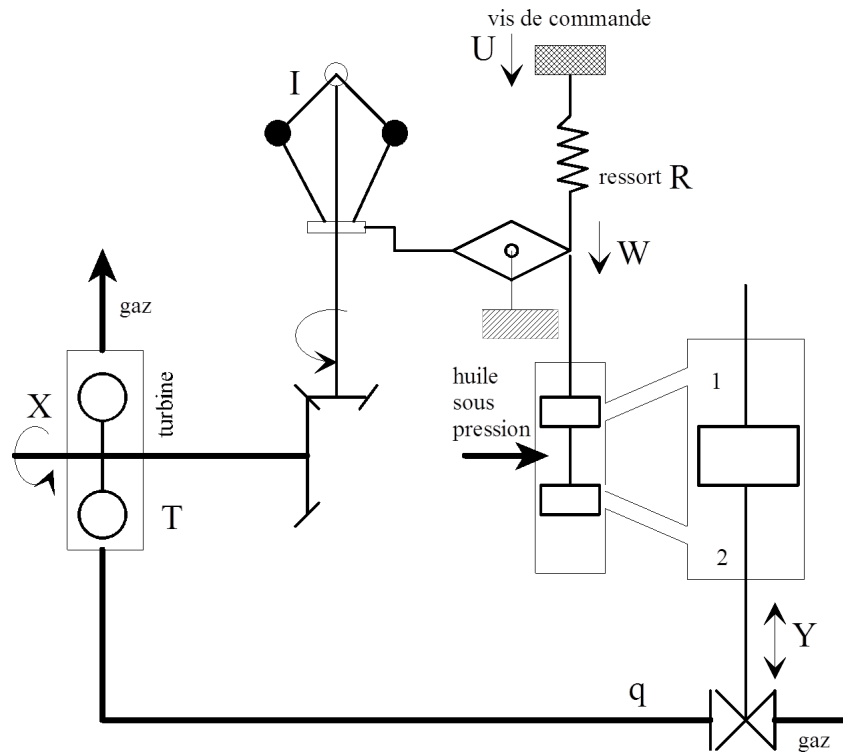 vis de commande
U
I
ressort R
W
gaz
huile
sous
pression
1
X
turbine
T
2
Y
q
gaz